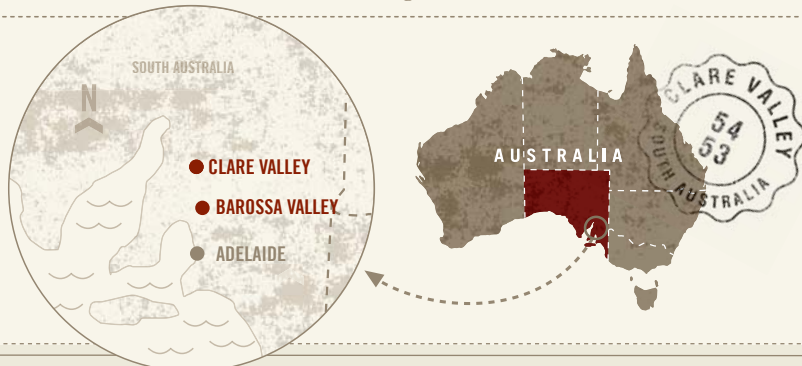 SOUTH AUSTRALIA
N
CLARE VALLEY
BAROSSA VALLEY
ADELAIDE
AUSTRALIA
CLARE VALLEY
54
53
SOUTH AUSTRALIA